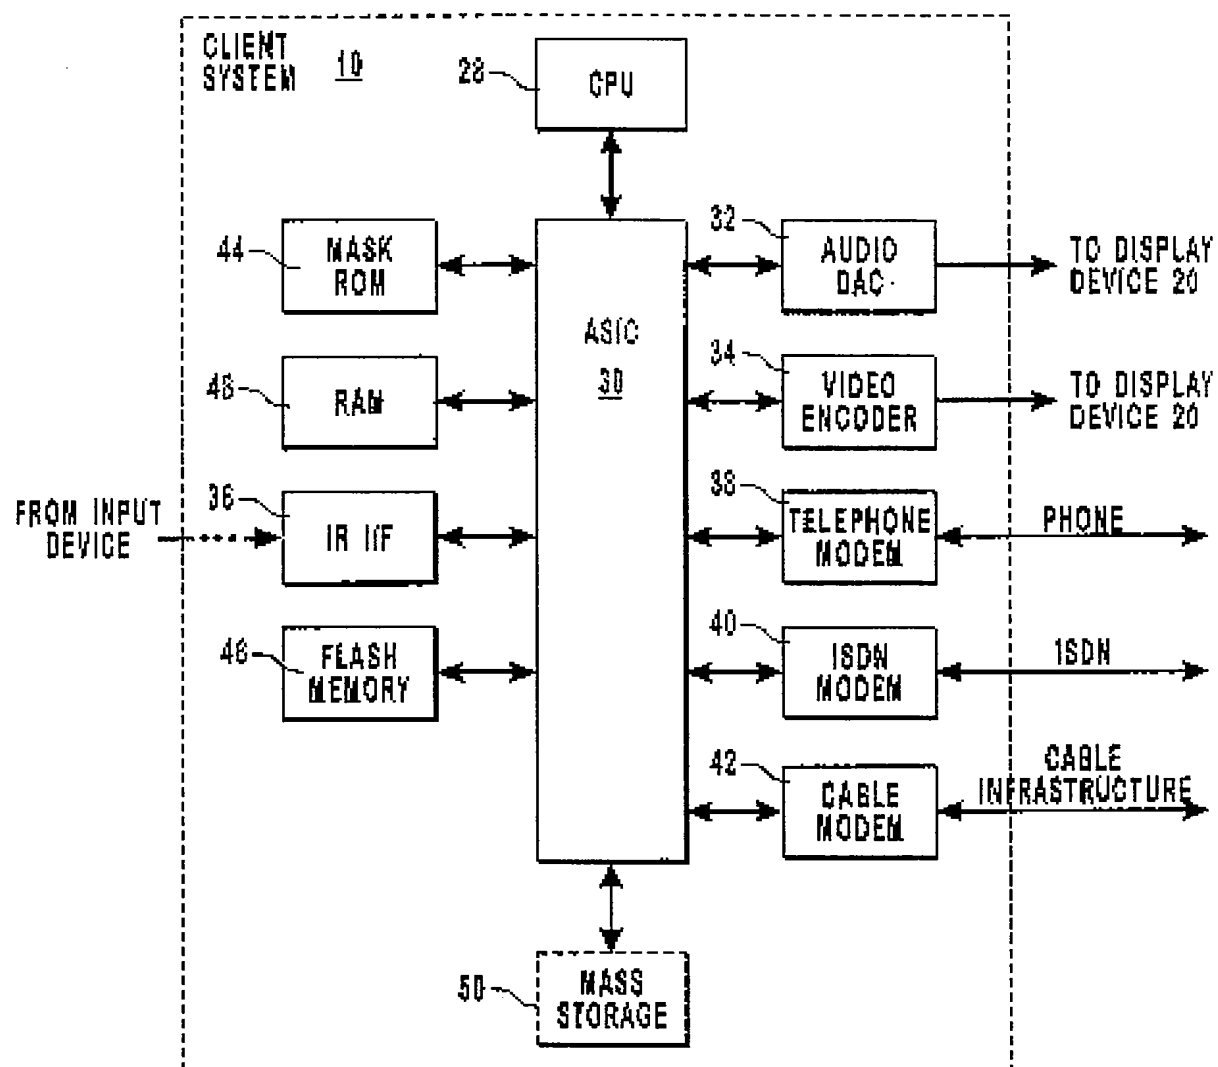 CLIENT
SYSTEM
10
28
CPU
44
MASK
ROM
32
AUDIO
DAC
TO DISPLAY
DEVICE 20
ASIC
30
48
RAM
34
VIDEO
ENCODER
TO DISPLAY
DEVICE 20
FROM INPUT
DEVICE
36
IR I/F
38
TELEPHONE
MODEM
PHONE
46
FLASH
MEMORY
40
ISDN
MODEM
ISDN
42
CABLE
MODEM
CABLE
INFRASTRUCTURE
50
MASS
STORAGE